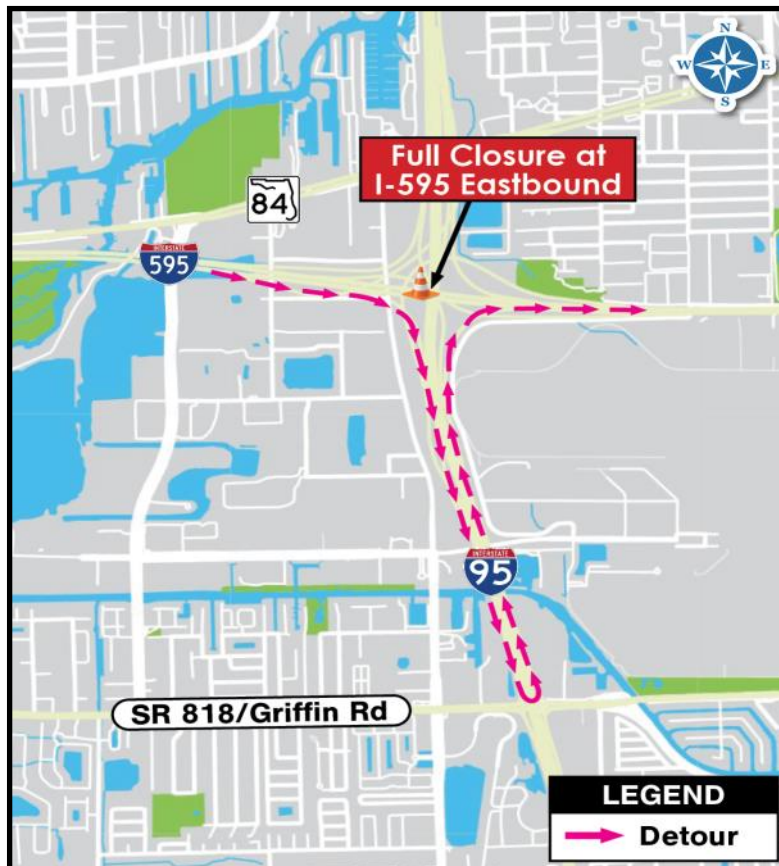 N
W E
S
Full Closure at
I-595 Eastbound
84
INTERSTATE
595
INTERSTATE
95
SR 818/Griffin Rd
LEGEND
Detour